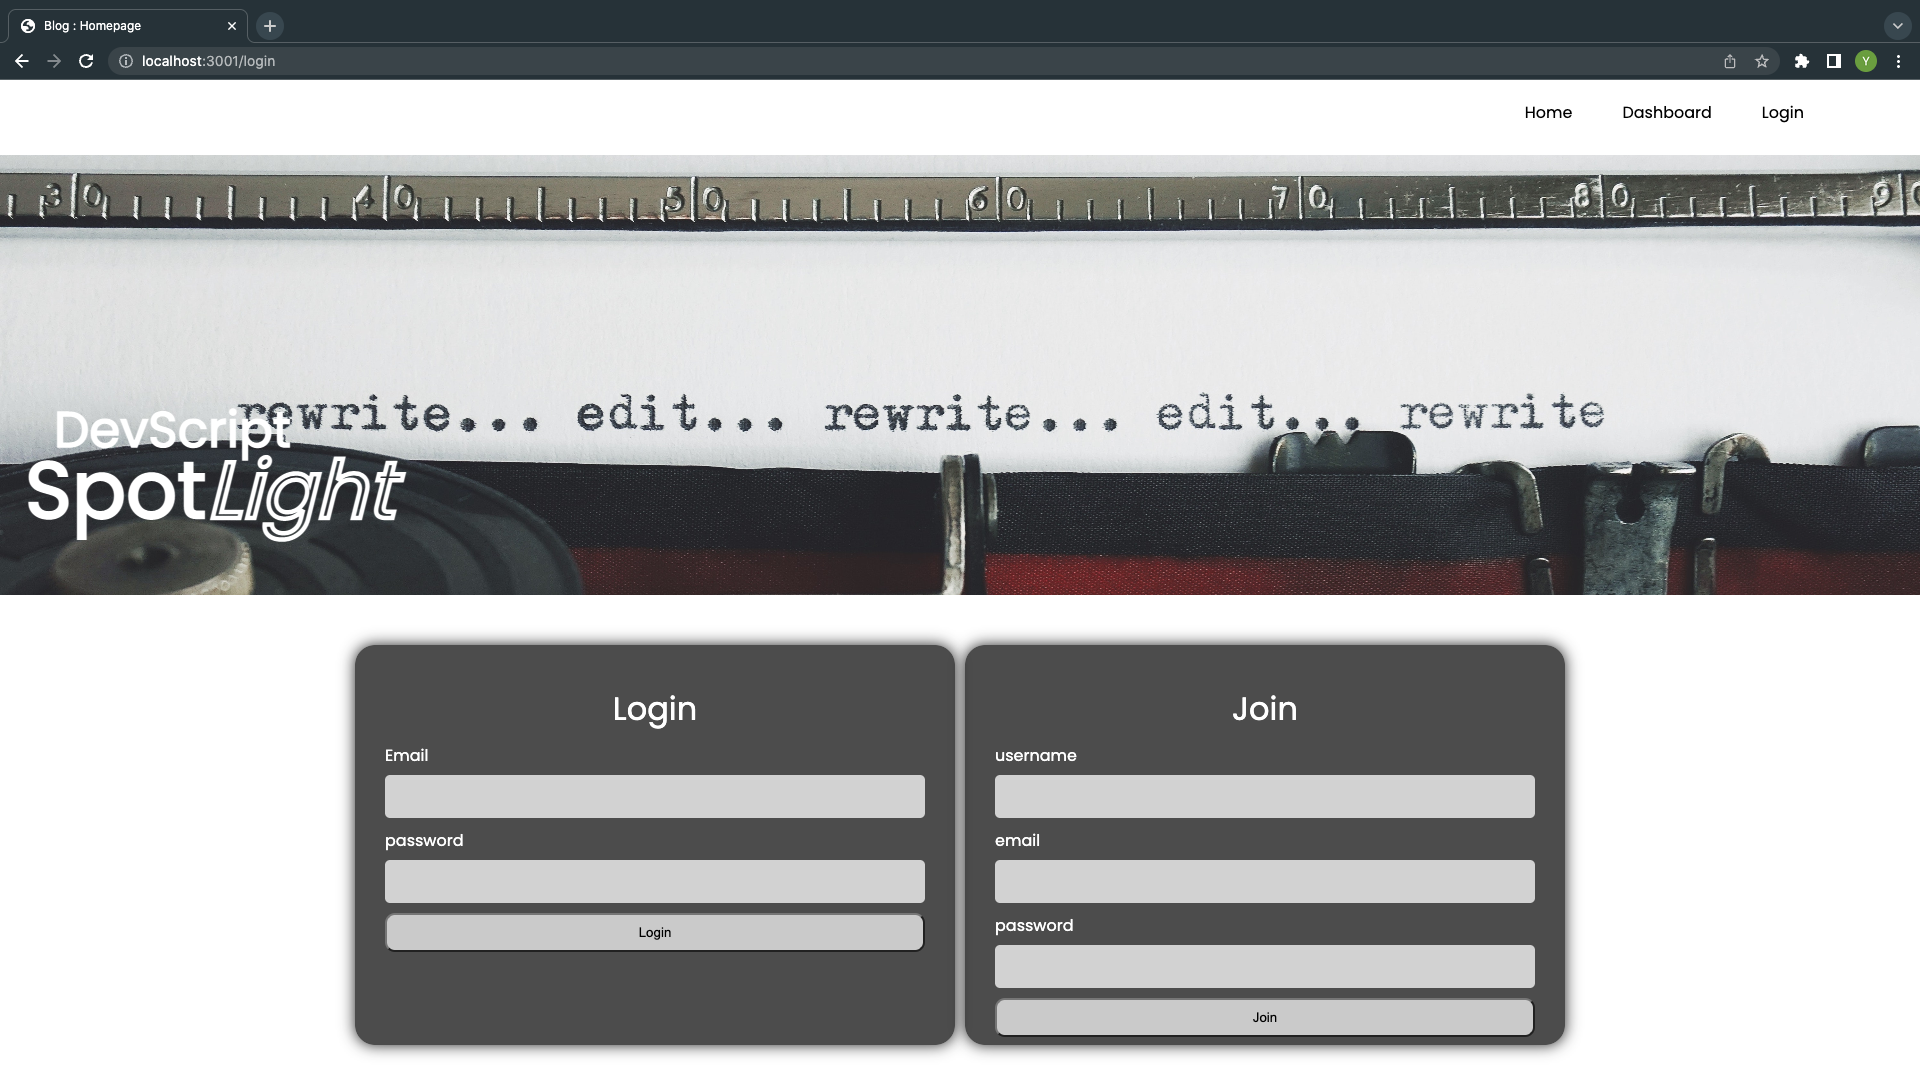 Blog : Homepage
localhost:3001/login
Y
Home Dashboard Login
30 40 50 60 70 80 90
rewrite... edit... rewrite... edit... rewrite
DevScript
SpotLight
Login
Email
password
Login
Join
username
email
password
Join